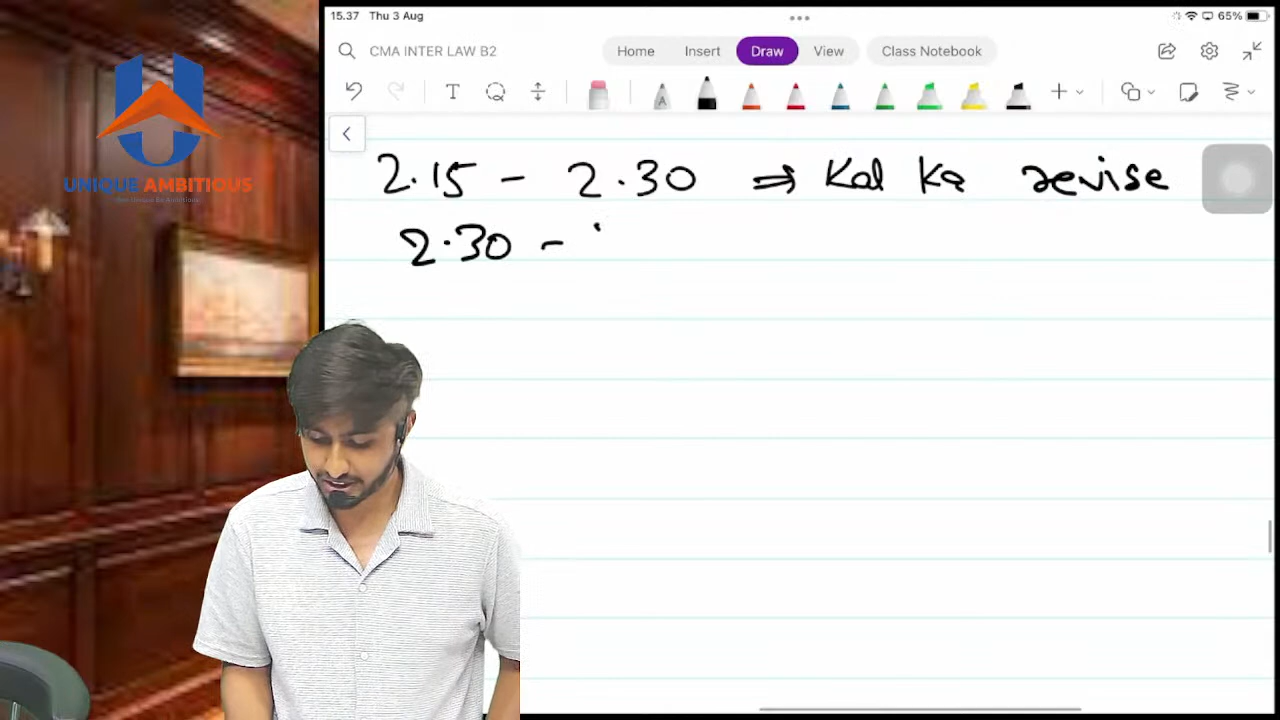 15.37 Thu 3 Aug
65%
CMA INTER LAW B2
Home Insert Draw View Class Notebook
2.15 - 2.30 ⇒ Kal Ka revise
2.30 -
UNIQUE AMBITIOUS